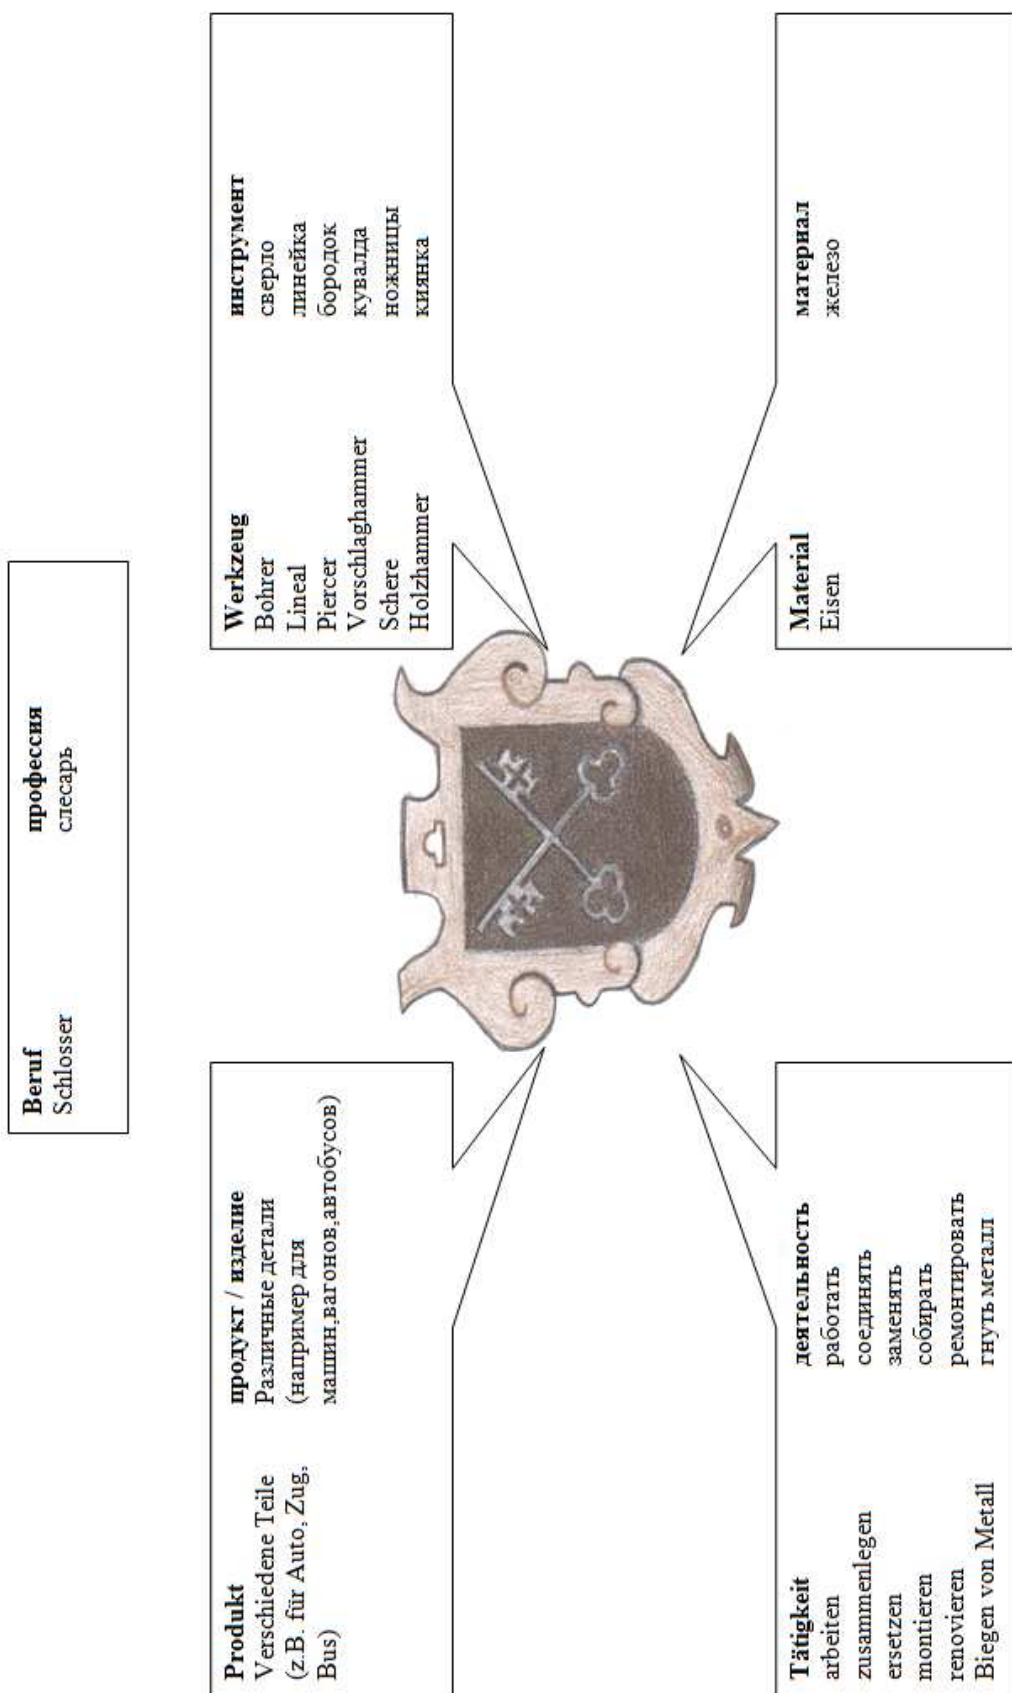 Beruf
Schlosser
профессия
слесарь
Produkt
Verschiedene Teile
(z.B. für Auto, Zug,
Bus)
продукт / изделие
Различные детали
(например для
машин,вагонов,автобусов)
Werkzeug
Bohrer
Lineal
Piercer
Vorschlaghammer
Schere
Holzhammer
инструмент
сверло
линейка
бородок
кувалда
ножницы
киянка
Tätigkeit
arbeiten
zusammenlegen
ersetzen
montieren
renovieren
Biegen von Metall
деятельность
работать
соединять
заменять
собирать
ремонтировать
гнуть металл
Material
Eisen
материал
железо